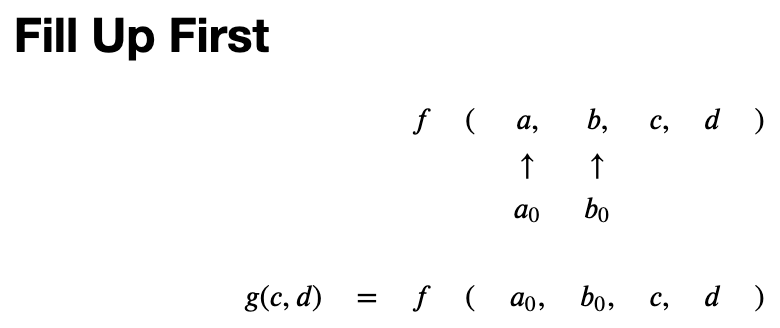 Fill Up First
f ( a, b, c, d )
↑ ↑
a₀ b₀
g(c, d) = f ( a₀, b₀, c, d )